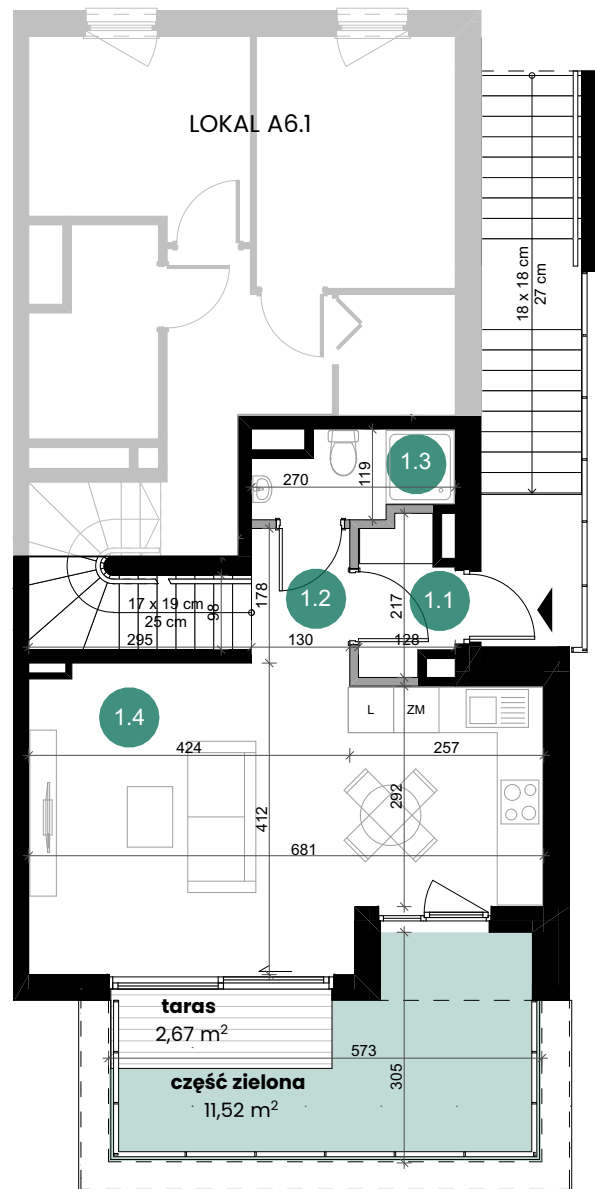 LOKAL A6.1
18 x 18 cm
27 cm
1.3
270
119
1.2
1.1
178
217
17 x 19 cm
25 cm
98
295
130
128
1.4
L
ZM
424
257
292
412
681
taras
2,67 m²
573
305
część zielona
11,52 m²